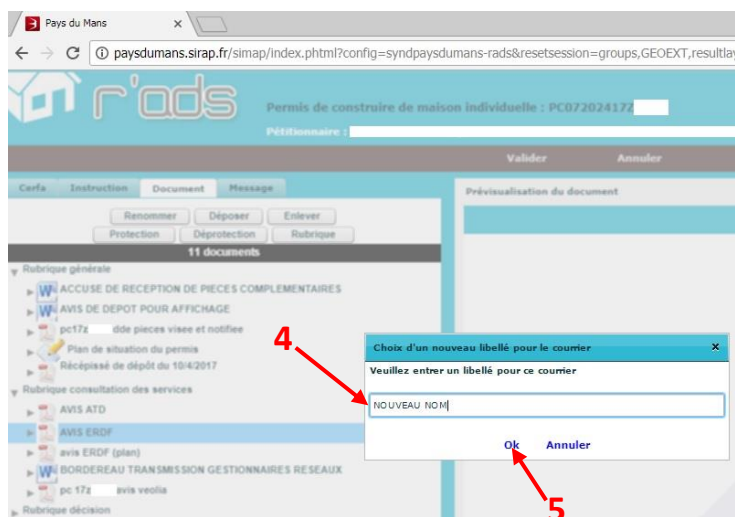 Pays du Mans
paysdumans.sirap.fr/simap/index.phtml?config=syndpaysdumans-rads&resetsession=groups,GEOEXT,resultlay
r'ads
Permis de construire de maison individuelle : PC07202417Z
Pétitionnaire :
Valider Annuler
Cerfa Instruction Document Message
Prévisualisation du document
Renommer Déposer Enlever
Protection Déprotection Rubrique
11 documents
Rubrique générale
ACCUSE DE RECEPTION DE PIECES COMPLEMENTAIRES
AVIS DE DEPOT POUR AFFICHAGE
pc17z dde pieces visee et notifiee
Plan de situation du permis
Récépissé de dépôt du 10/4/2017
Rubrique consultation des services
AVIS ATD
AVIS ERDF
avis ERDF (plan)
BORDEREAU TRANSMISSION GESTIONNAIRES RESEAUX
pc 17z avis veolia
Rubrique décision
4
Choix d'un nouveau libellé pour le courrier x
Veuillez entrer un libellé pour ce courrier
NOUVEAU NOM
Ok Annuler
5